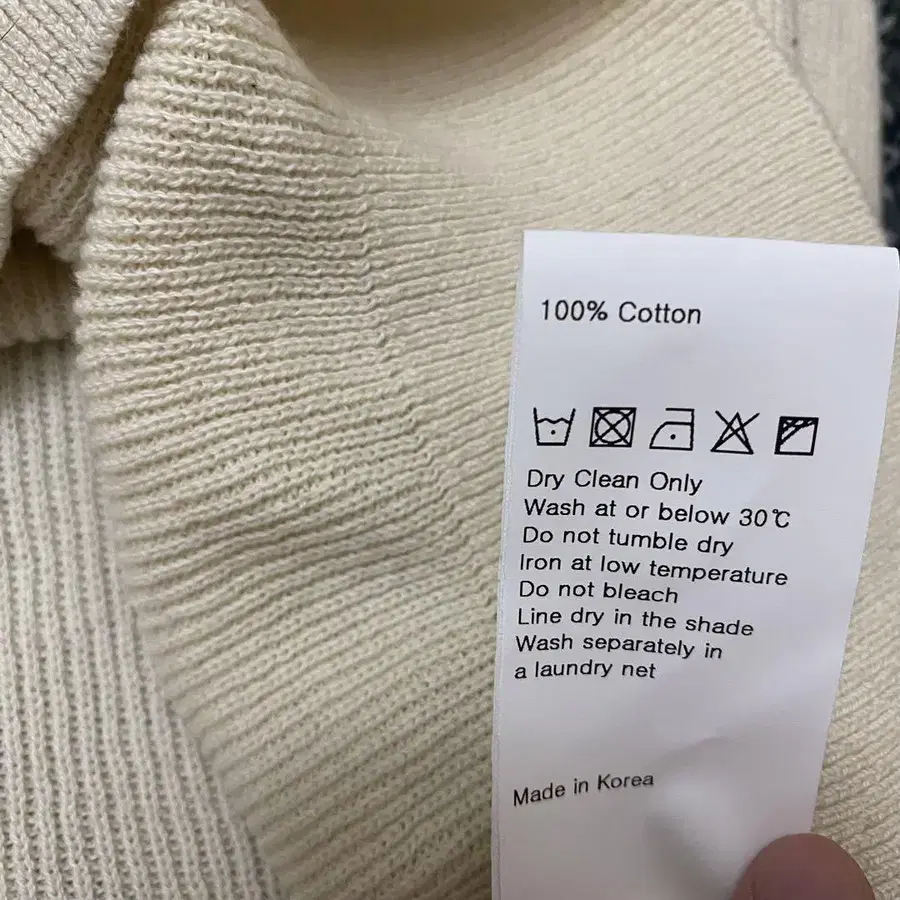 100% Cotton
Dry Clean Only
Wash at or below 30℃
Do not tumble dry
Iron at low temperature
Do not bleach
Line dry in the shade
Wash separately in
a laundry net
Made in Korea